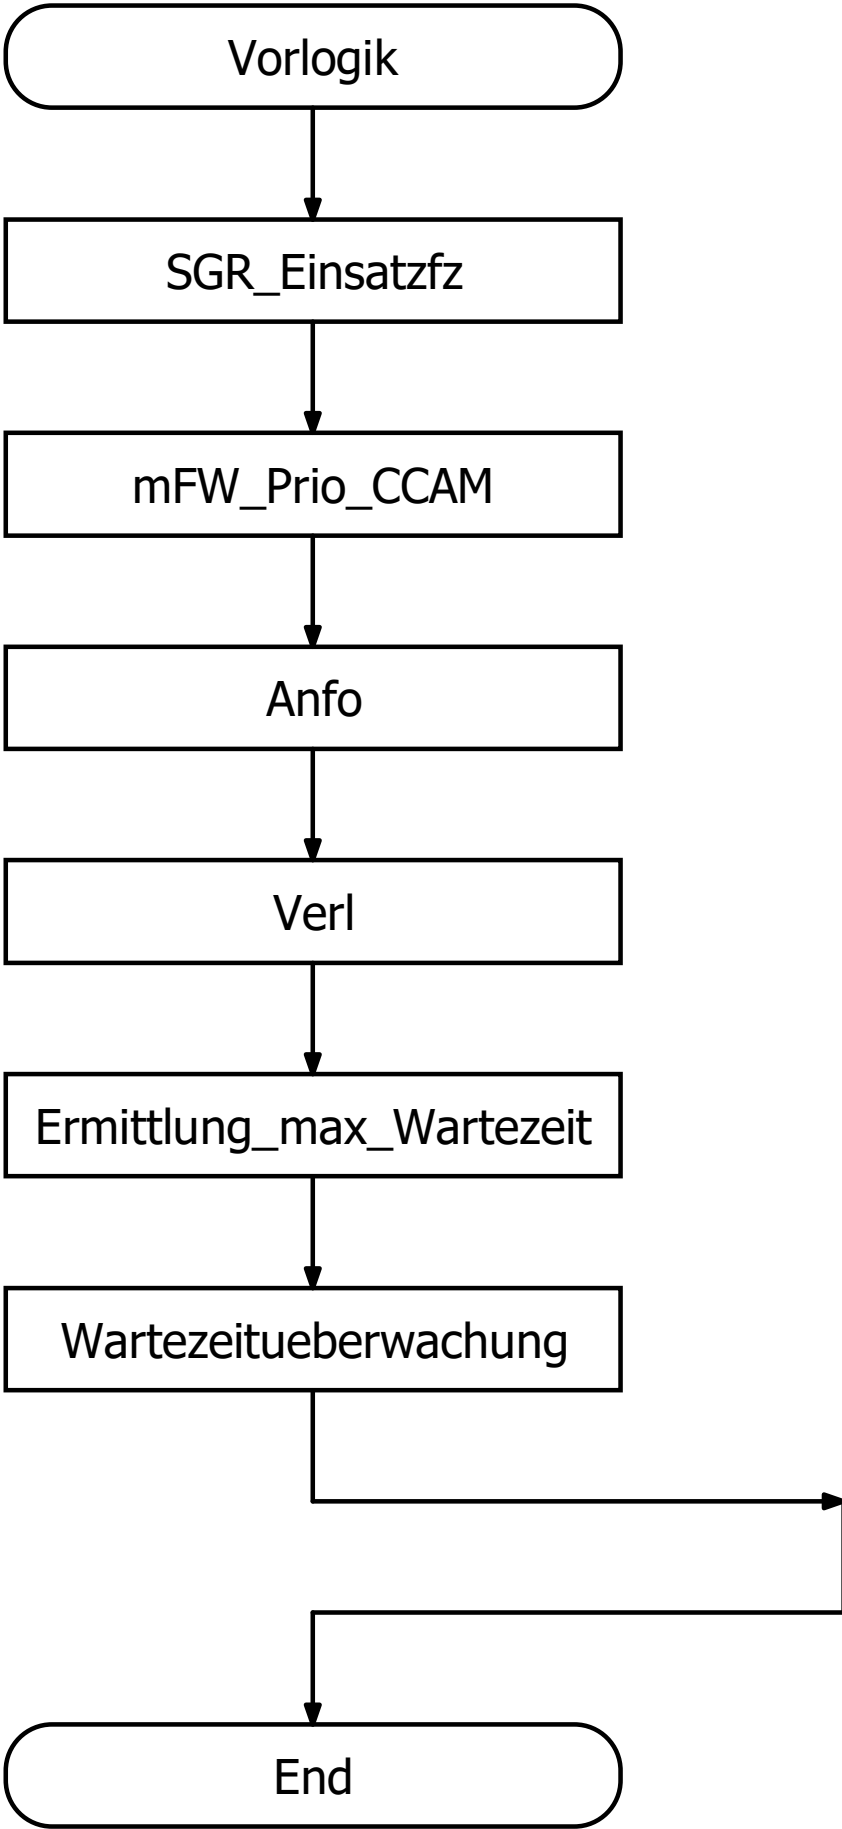 Vorlogik
SGR_Einsatzfz
mFW_Prio_CCAM
Anfo
Verl
Ermittlung_max_Wartezeit
Wartezeitueberwachung
End